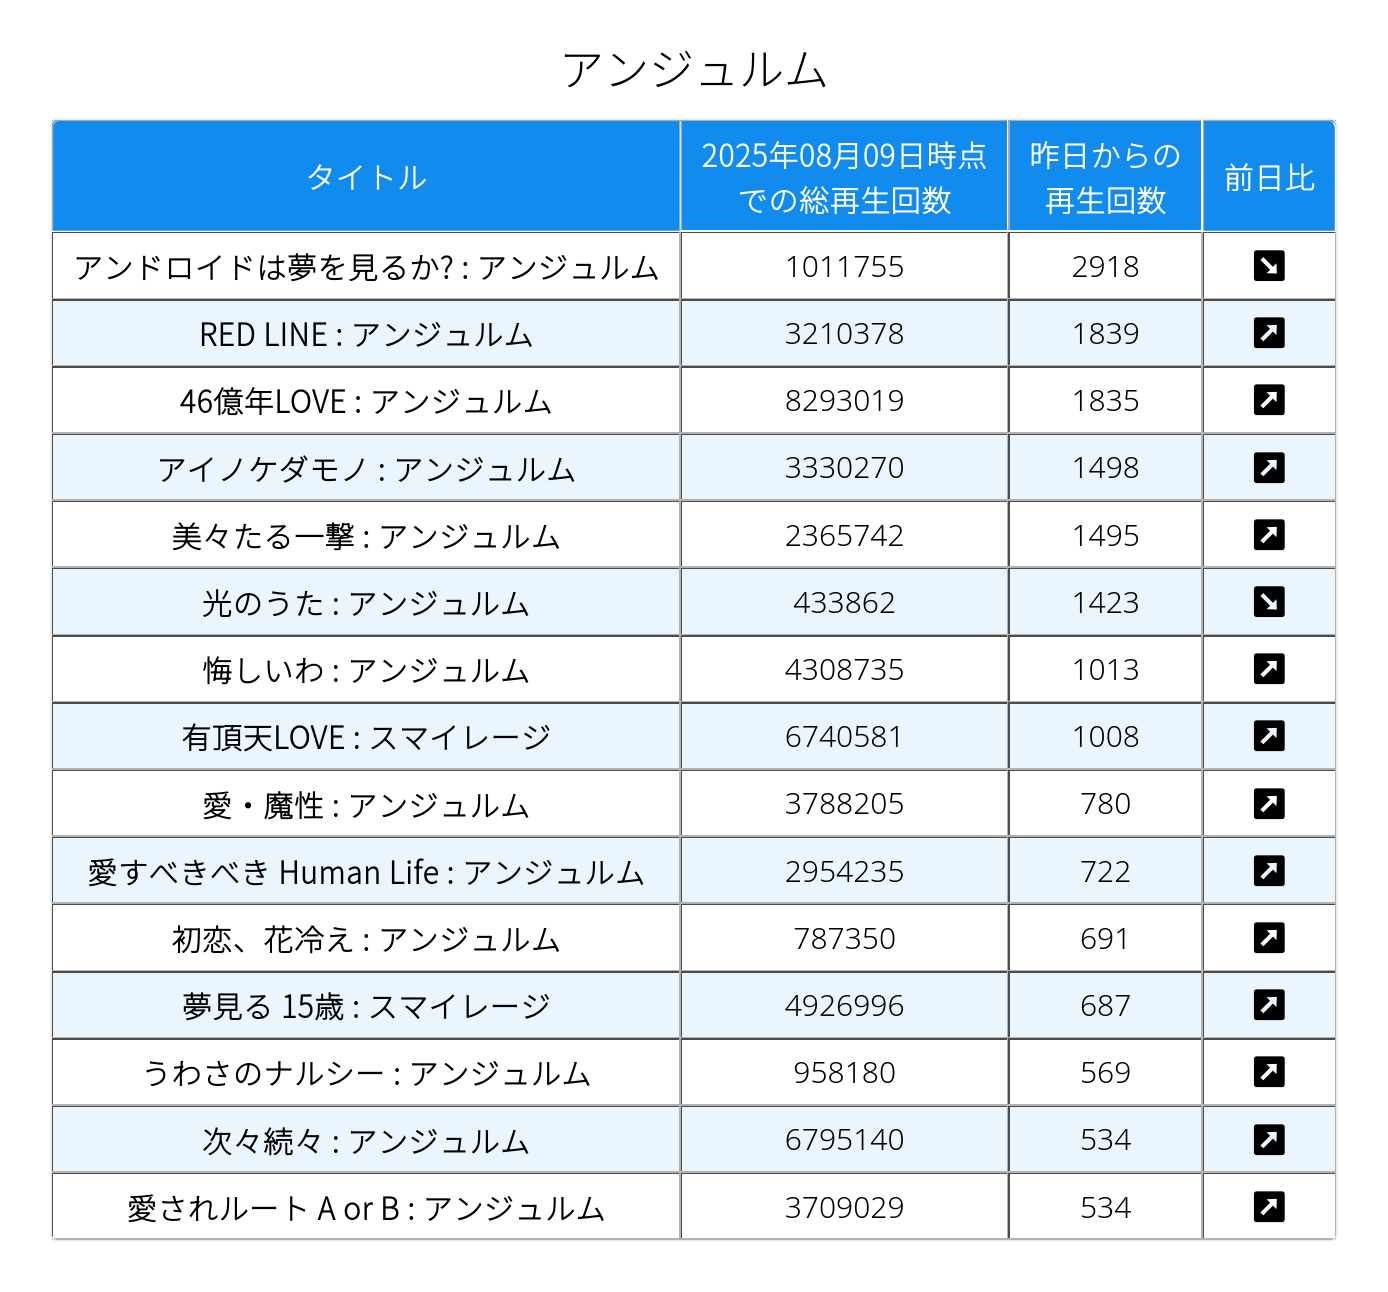 アンジュルム
タイトル 2025年08月09日時点での総再生回数 昨日からの再生回数 前日比
アンドロイドは夢を見るか? : アンジュルム 1011755 2918 ↘
RED LINE : アンジュルム 3210378 1839 ↗
46億年LOVE : アンジュルム 8293019 1835 ↗
アイノケダモノ : アンジュルム 3330270 1498 ↗
美々たる一撃 : アンジュルム 2365742 1495 ↗
光のうた : アンジュルム 433862 1423 ↘
悔しいわ : アンジュルム 4308735 1013 ↗
有頂天LOVE : スマイレージ 6740581 1008 ↗
愛・魔性 : アンジュルム 3788205 780 ↗
愛すべきべき Human Life : アンジュルム 2954235 722 ↗
初恋、花冷え : アンジュルム 787350 691 ↗
夢見る 15歳 : スマイレージ 4926996 687 ↗
うわさのナルシー : アンジュルム 958180 569 ↗
次々続々 : アンジュルム 6795140 534 ↗
愛されルート A or B : アンジュルム 3709029 534 ↗